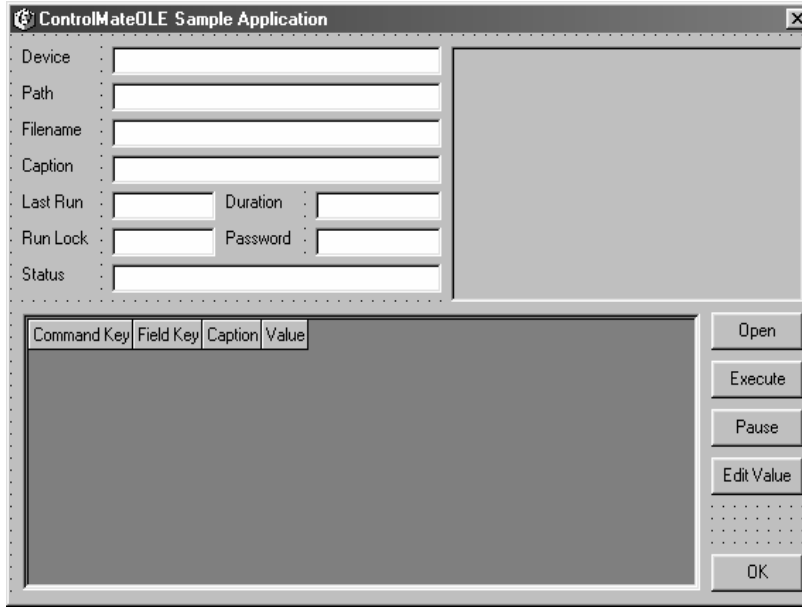 ControlMateOLE Sample Application
Device
Path
Filename
Caption
Last Run Duration
Run Lock Password
Status
Command Key Field Key Caption Value
Open
Execute
Pause
Edit Value
OK